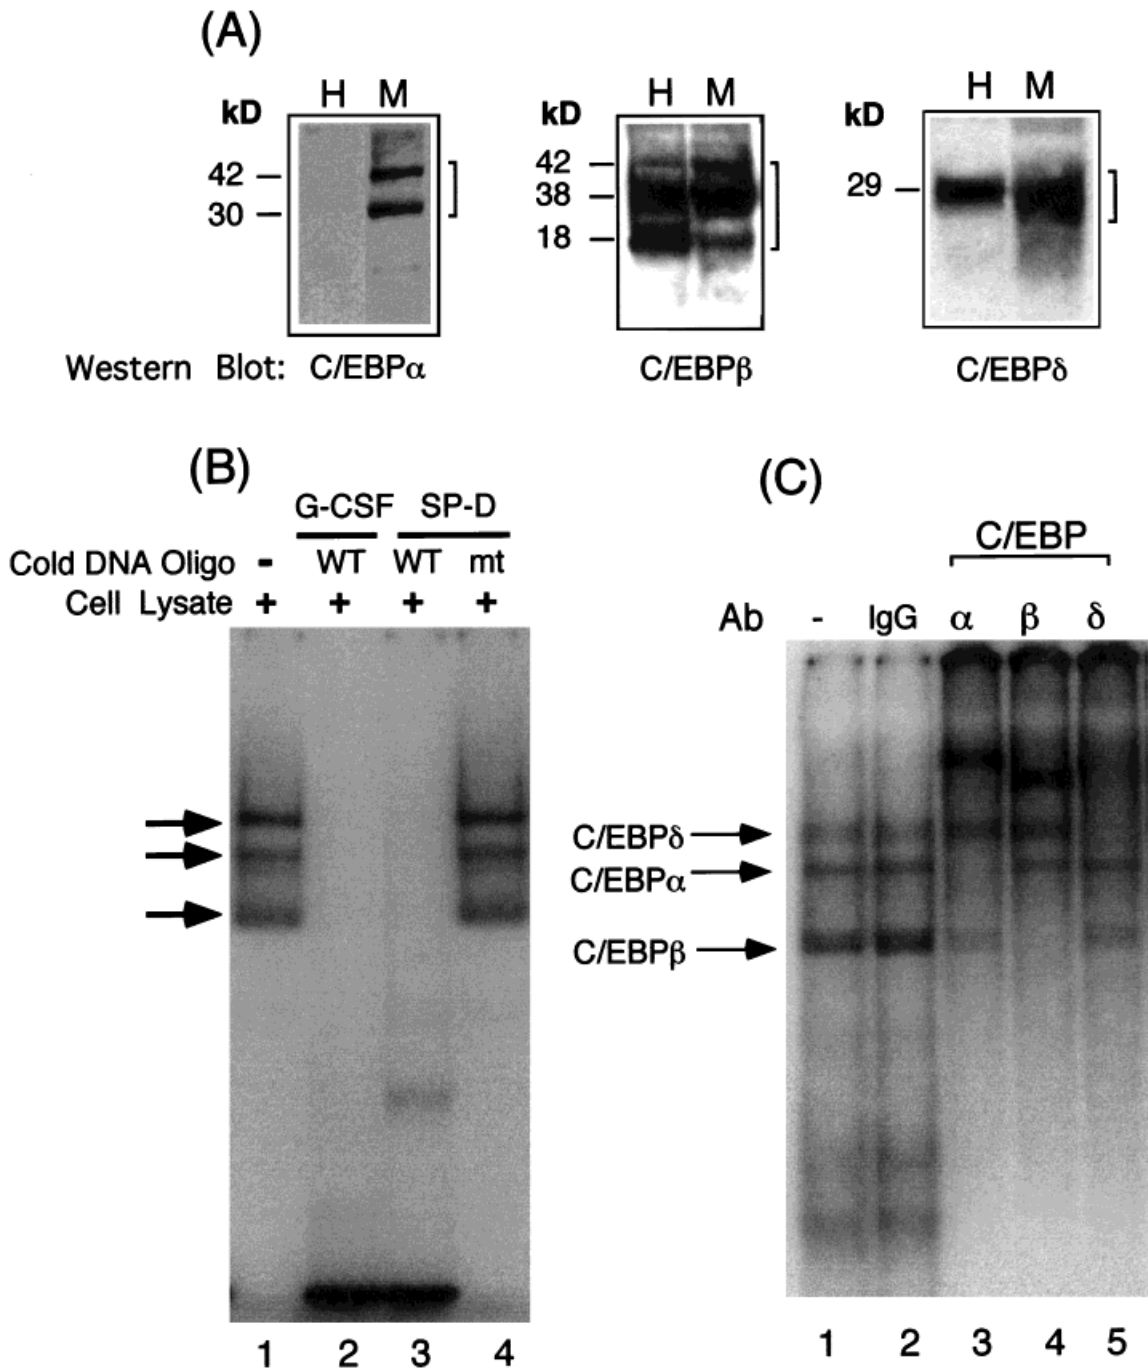 (A)
H M
kD
42
30
H M
kD
42
38
18
H M
kD
29
Western Blot: C/EBPα
C/EBPβ
C/EBPδ
(B)
G-CSF SP-D
Cold DNA Oligo - WT WT mt
Cell Lysate + + + +
1 2 3 4
(C)
C/EBP
Ab - IgG α β δ
C/EBPδ
C/EBPα
C/EBPβ
1 2 3 4 5